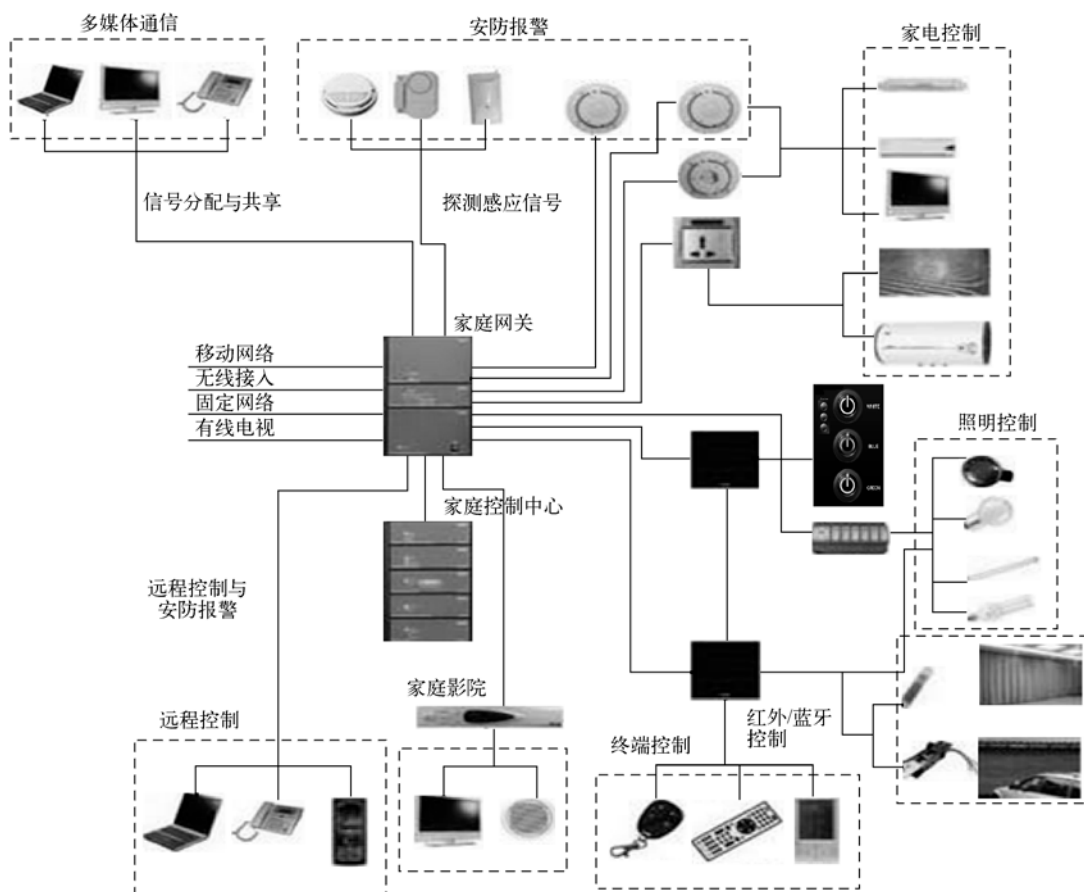 多媒体通信
安防报警
家电控制
信号分配与共享
探测感应信号
家庭网关
移动网络
无线接入
固定网络
有线电视
照明控制
家庭控制中心
远程控制与
安防报警
家庭影院
远程控制
终端控制
红外/蓝牙
控制